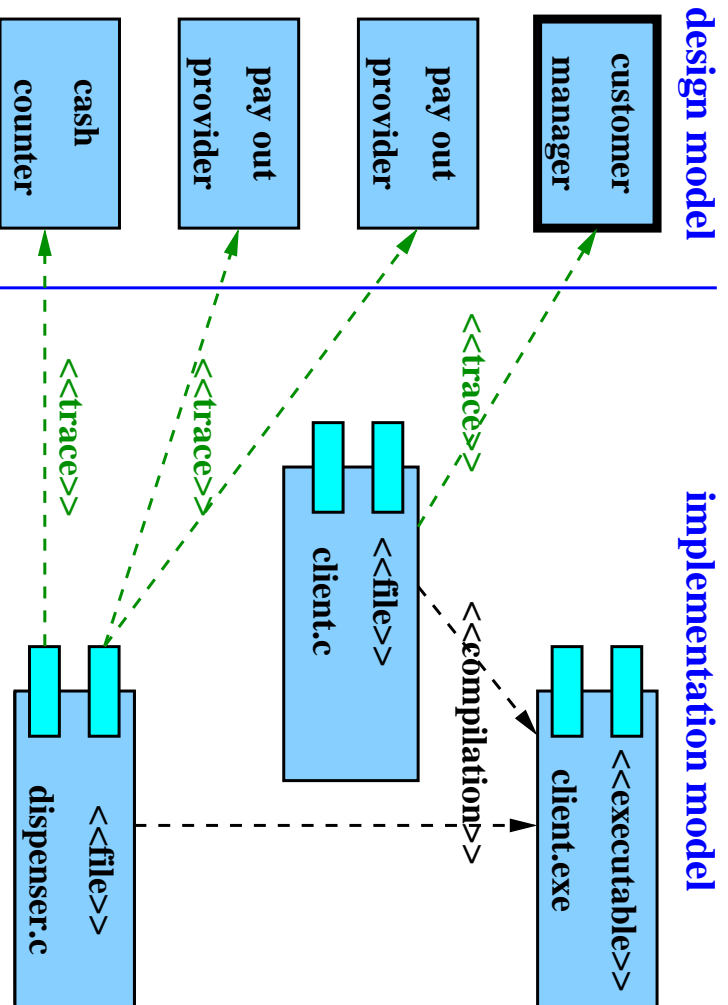 design model
implementation model
customer
manager
<<trace>>
<<executable>>
client.exe
pay out
provider
<<compilation>>
<<file>>
client.c
pay out
provider
<<trace>>
cash
counter
<<trace>>
<<file>>
dispenser.c